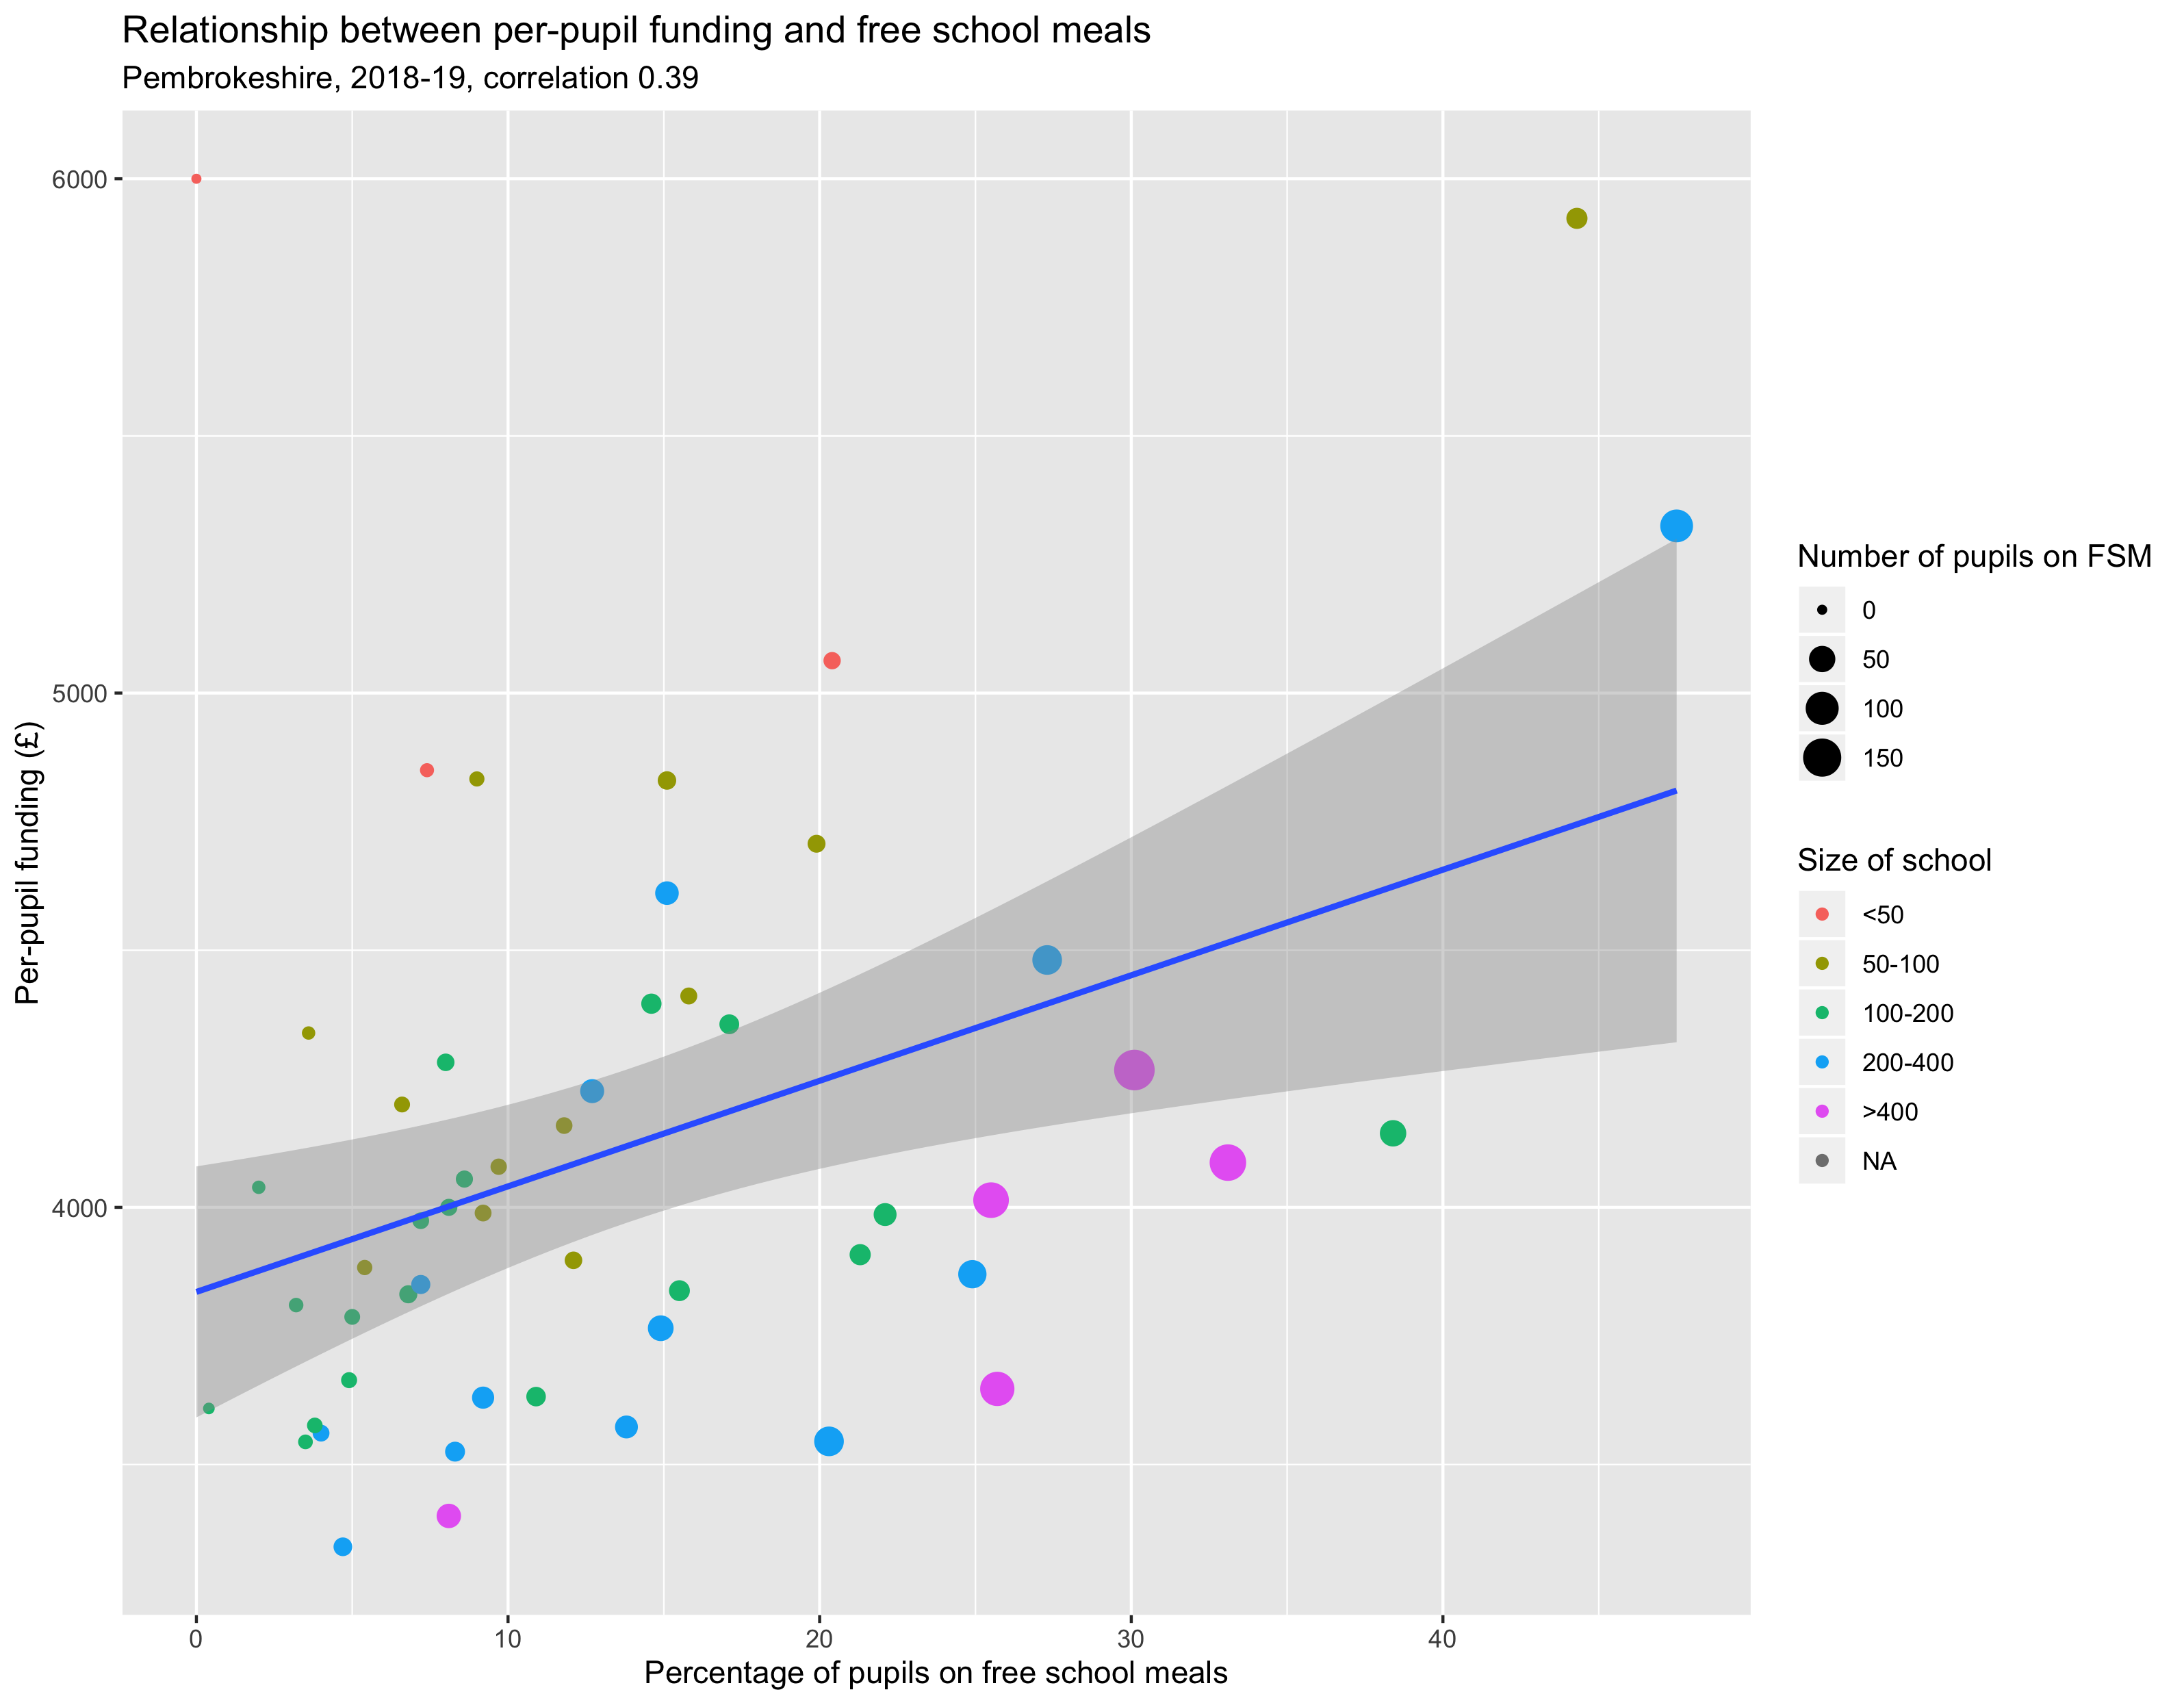 Relationship between per-pupil funding and free school meals
Pembrokeshire, 2018-19, correlation 0.39
Per-pupil funding (£)
6000
5000
4000
0
10
20
30
40
Percentage of pupils on free school meals
Number of pupils on FSM
0
50
100
150
Size of school
<50
50-100
100-200
200-400
>400
NA